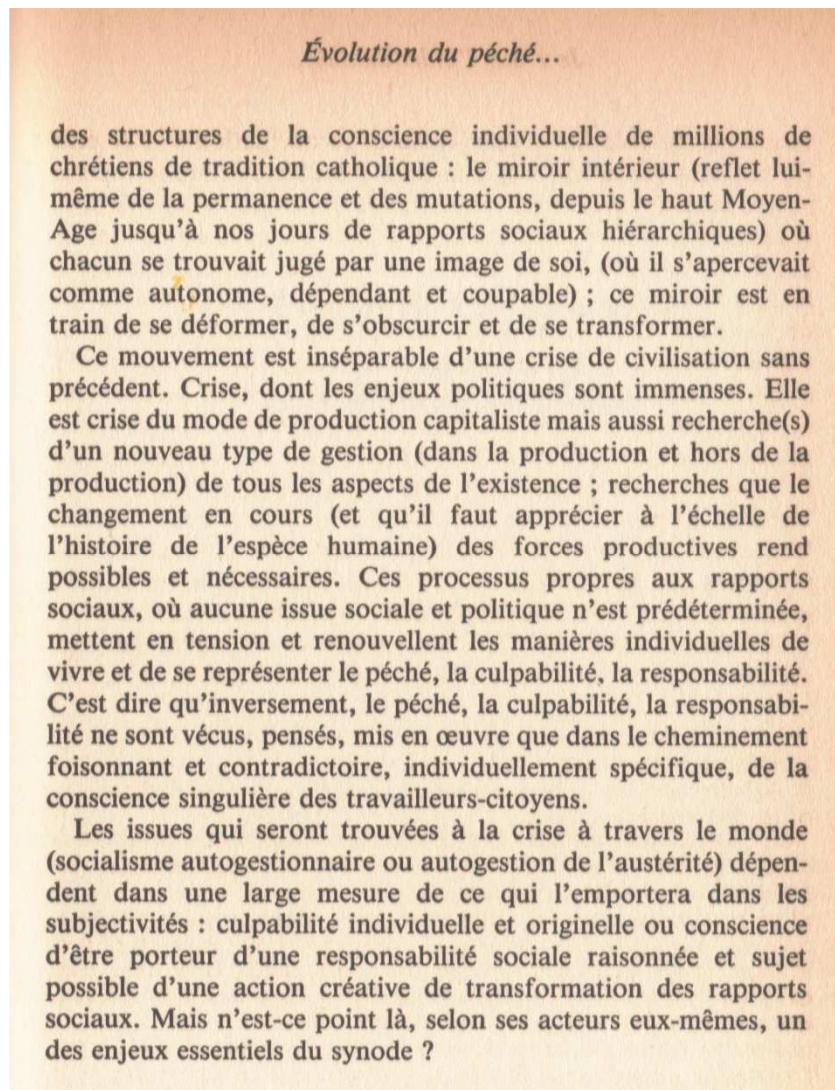 Évolution du péché...
des structures de la conscience individuelle de millions de
chrétiens de tradition catholique : le miroir intérieur (reflet lui-
même de la permanence et des mutations, depuis le haut Moyen-
Age jusqu'à nos jours de rapports sociaux hiérarchiques) où
chacun se trouvait jugé par une image de soi, (où il s'apercevait
comme autonome, dépendant et coupable) ; ce miroir est en
train de se déformer, de s'obscurcir et de se transformer.
Ce mouvement est inséparable d'une crise de civilisation sans
précédent. Crise, dont les enjeux politiques sont immenses. Elle
est crise du mode de production capitaliste mais aussi recherche(s)
d'un nouveau type de gestion (dans la production et hors de la
production) de tous les aspects de l'existence ; recherches que le
changement en cours (et qu'il faut apprécier à l'échelle de
l'histoire de l'espèce humaine) des forces productives rend
possibles et nécessaires. Ces processus propres aux rapports
sociaux, où aucune issue sociale et politique n'est prédéterminée,
mettent en tension et renouvellent les manières individuelles de
vivre et de se représenter le péché, la culpabilité, la responsabilité.
C'est dire qu'inversement, le péché, la culpabilité, la responsabi-
lité ne sont vécus, pensés, mis en œuvre que dans le cheminement
foisonnant et contradictoire, individuellement spécifique, de la
conscience singulière des travailleurs-citoyens.
Les issues qui seront trouvées à la crise à travers le monde
(socialisme autogestionnaire ou autogestion de l'austérité) dépen-
dent dans une large mesure de ce qui l'emportera dans les
subjectivités : culpabilité individuelle et originelle ou conscience
d'être porteur d'une responsabilité sociale raisonnée et sujet
possible d'une action créative de transformation des rapports
sociaux. Mais n'est-ce point là, selon ses acteurs eux-mêmes, un
des enjeux essentiels du synode ?